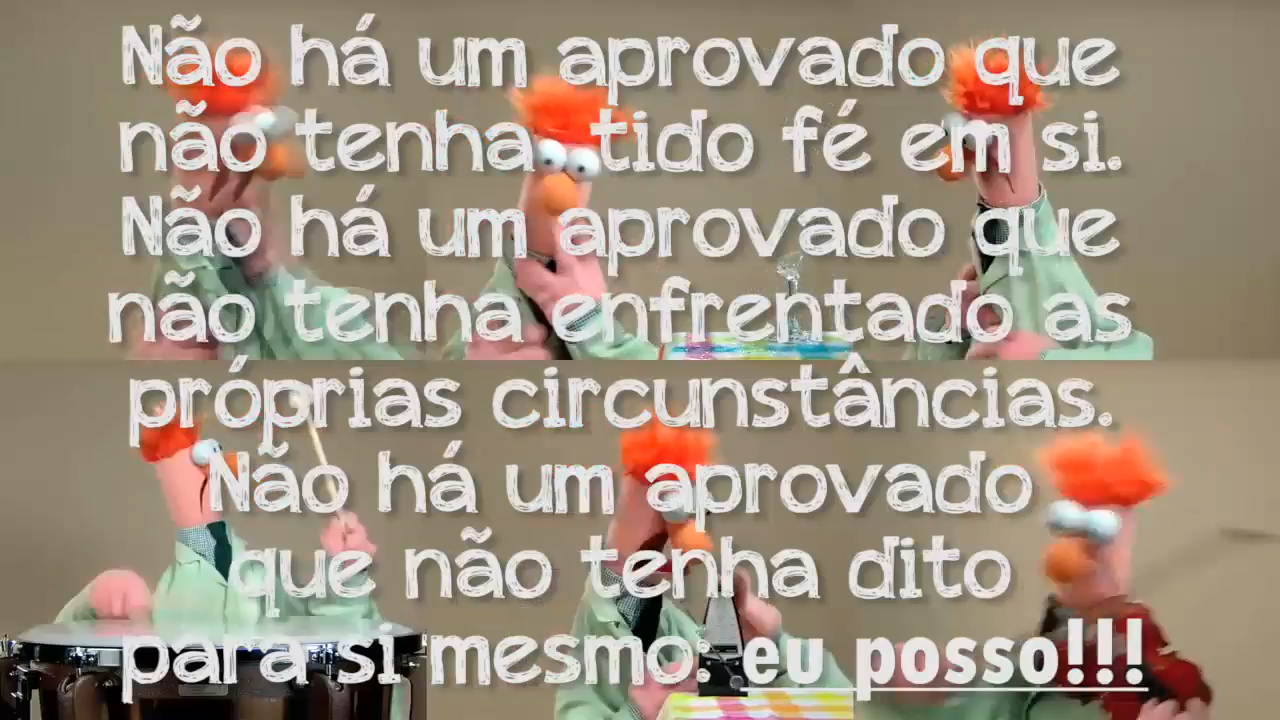 Não há um aprovado que
não tenha tido fé em si.
Não há um aprovado que
não tenha enfrentado as
próprias circunstâncias.
Não há um aprovado
que não tenha dito
para si mesmo: eu posso!!!